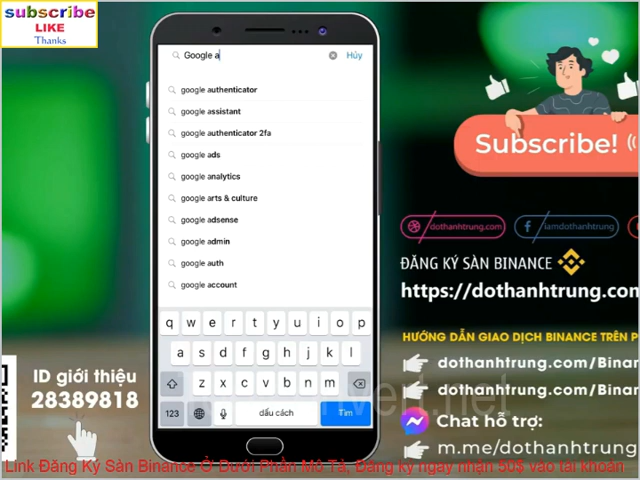 subscribe
LIKE
Thanks
Google a
Hủy
google authenticator
google assistant
google authenticator 2fa
google ads
google analytics
google arts & culture
google adsense
google admin
google auth
google account
q w e r t y u i o p
a s d f g h j k l
z x c v b n m
123
dấu cách
Tìm
Subscribe!
dothanhtrung.com
iamdothanhtrung
ĐĂNG KÝ SÀN BINANCE
https://dothanhtrung.com
HƯỚNG DẪN GIAO DỊCH BINANCE TRÊN
dothanhtrung.com/Binan
dothanhtrung.com/Binar
Chat hỗ trợ:
m.me/dothanhtrung
ID giới thiệu
28389818
Link Đăng Ký Sàn Binance Ở Dưới Phần Mô Tả, Đăng ký ngay nhận 50$ vào tài khoản